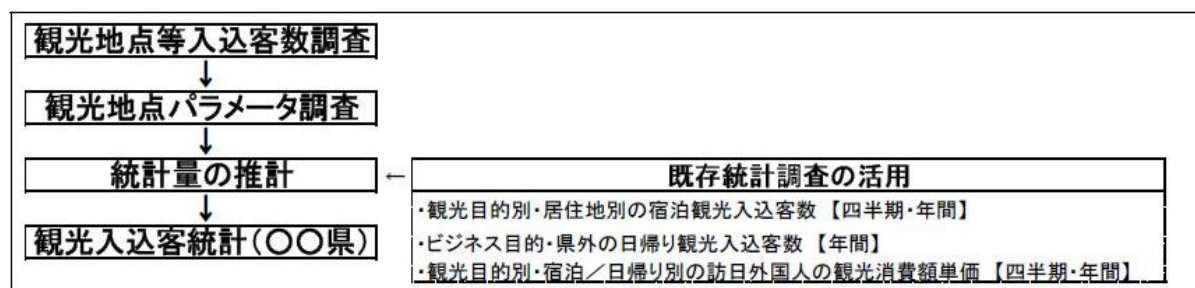 観光地点等入込客数調査
↓
観光地点パラメータ調査
↓
統計量の推計 ← 既存統計調査の活用
↓
観光入込客統計(〇〇県)
・観光目的別・居住地別の宿泊観光入込客数 【四半期・年間】
・ビジネス目的・県外の日帰り観光入込客数 【年間】
・観光目的別・宿泊／日帰り別の訪日外国人の観光消費額単価 【四半期・年間】